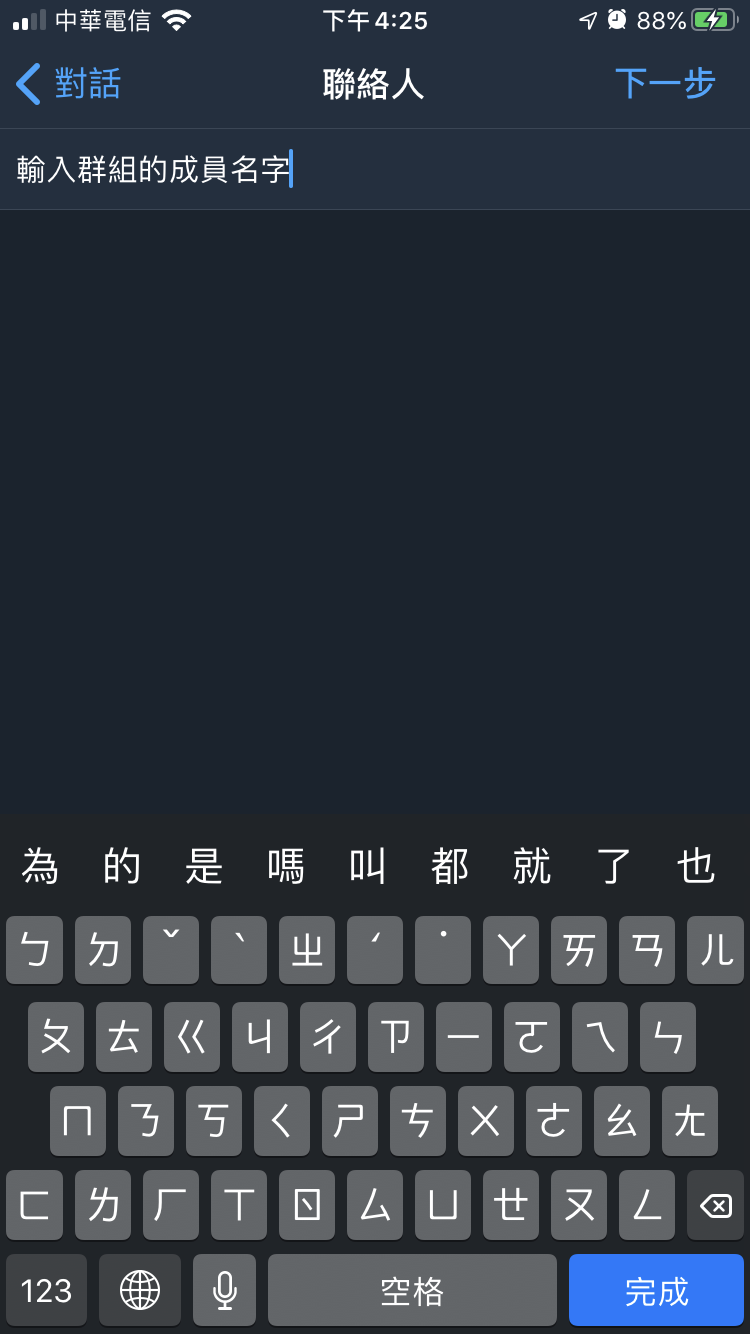 中華電信 下午4:25 88%
對話 聯絡人 下一步
輸入群組的成員名字
為 的 是 嗎 叫 都 就 了 也
ㄅ ㄉ ˇ ˋ ㄓ ˊ ˙ ㄚ ㄞ ㄢ ㄦ
ㄆ ㄊ ㄍ ㄐ ㄔ ㄗ ㄧ ㄛ ㄟ ㄣ
ㄇ ㄋ ㄎ ㄑ ㄕ ㄘ ㄨ ㄜ ㄠ ㄤ
ㄈ ㄌ ㄏ ㄒ ㄖ ㄙ ㄩ ㄝ ㄡ ㄥ
123 空格 完成